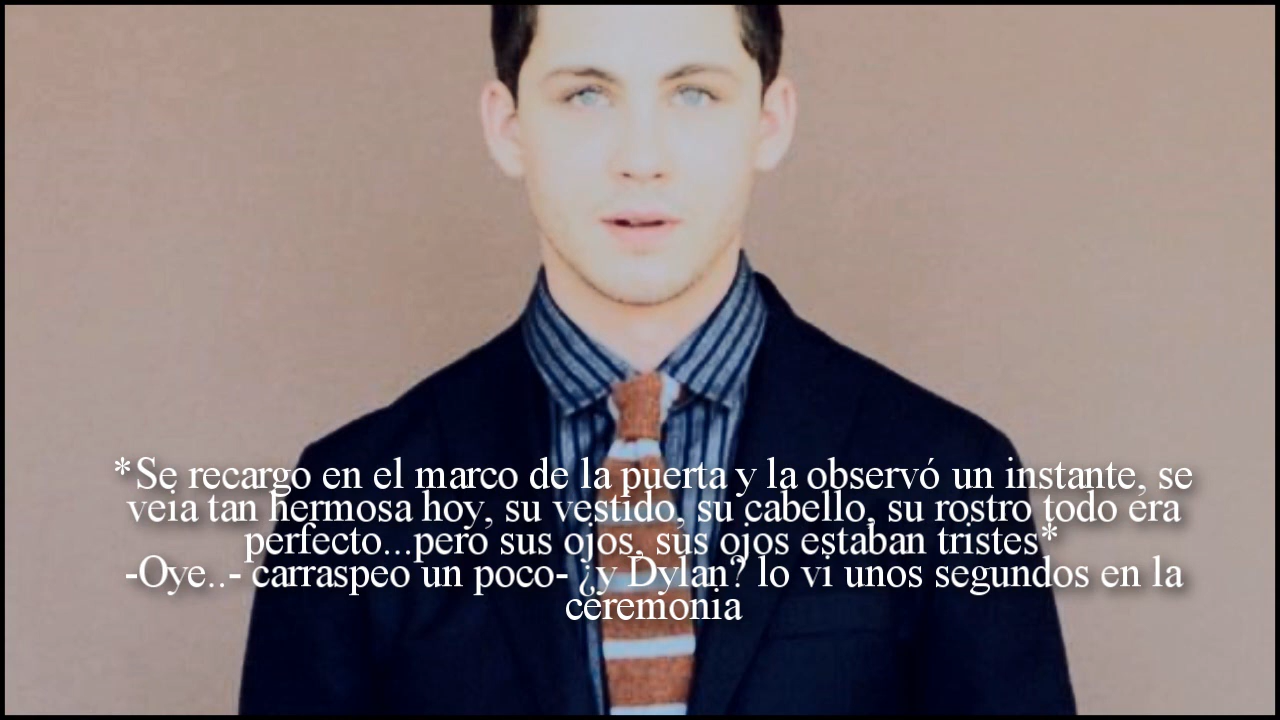 *Se recargo en el marco de la puerta y la observó un instante, se
veia tan hermosa hoy, su vestido, su cabello, su rostro todo era
perfecto...pero sus ojos, sus ojos estaban tristes*
-Oye..- carraspeo un poco- ¿y Dylan? lo vi unos segundos en la
ceremonia